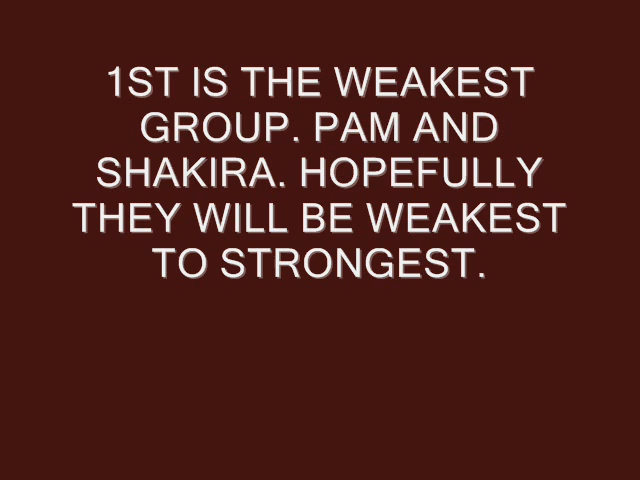 1ST IS THE WEAKEST
GROUP. PAM AND
SHAKIRA. HOPEFULLY
THEY WILL BE WEAKEST
TO STRONGEST.